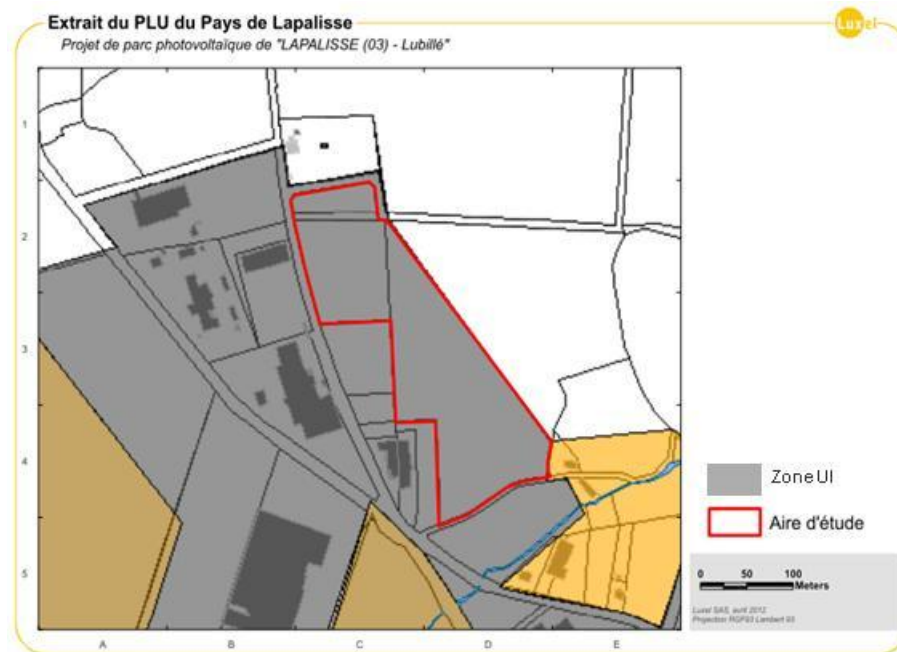 Extrait du PLU du Pays de Lapalisse
Projet de parc photovoltaïque de "LAPALISSE (03) - Lubillé"
Luxel
1
2
3
4
5
A B C D E
Zone UI
Aire d'étude
0 50 100
Meters
Luxel SAS, avril 2012
Projection RGF93 Lambert 93